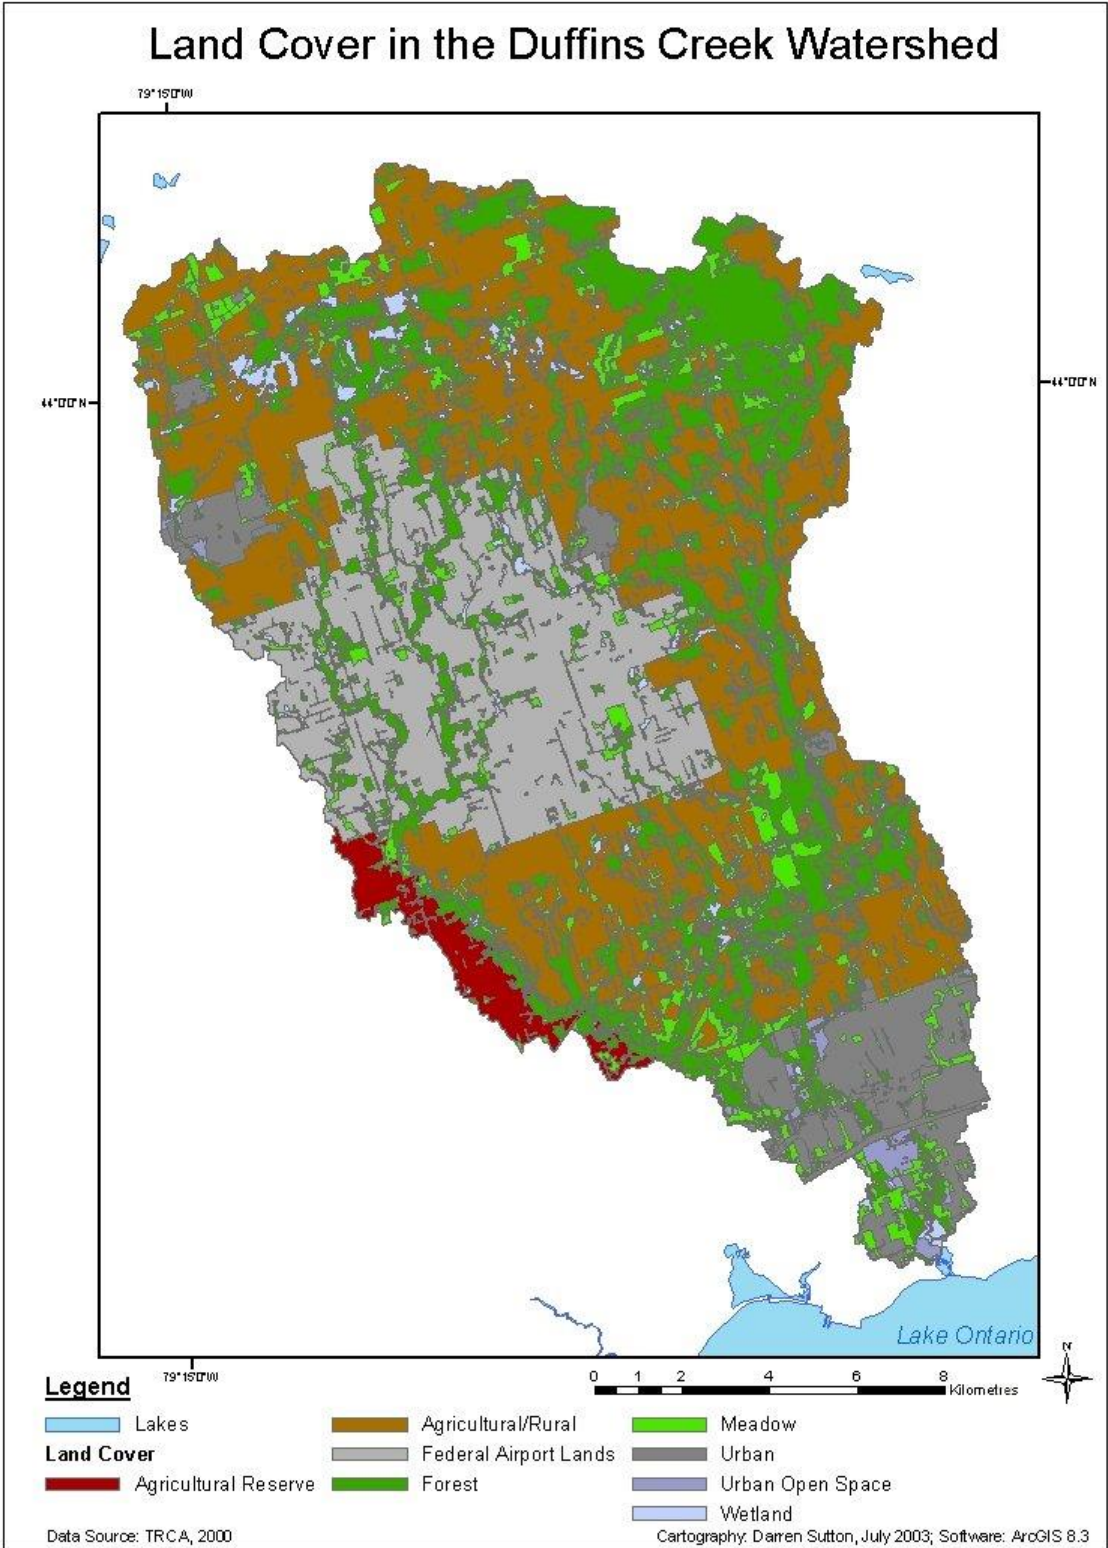 Land Cover in the Duffins Creek Watershed
79°15'0"W
44°0'0"N
44°0'0"N
Lake Ontario
79°15'0"W
N
Legend
0 1 2 4 6 8
Kilometres
Lakes
Land Cover
Agricultural Reserve
Agricultural/Rural
Federal Airport Lands
Forest
Meadow
Urban
Urban Open Space
Wetland
Data Source: TRCA, 2000
Cartography: Darren Sutton, July 2003; Software: ArcGIS 8.3